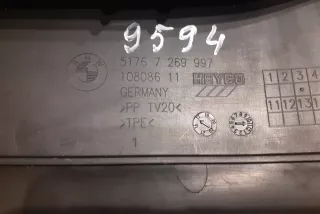 9594
5176 7 269 997
108086 11 HEYCO
GERMANY
>PP TV20<
>TPE<
1
1 2 3 4
11 12 13 1